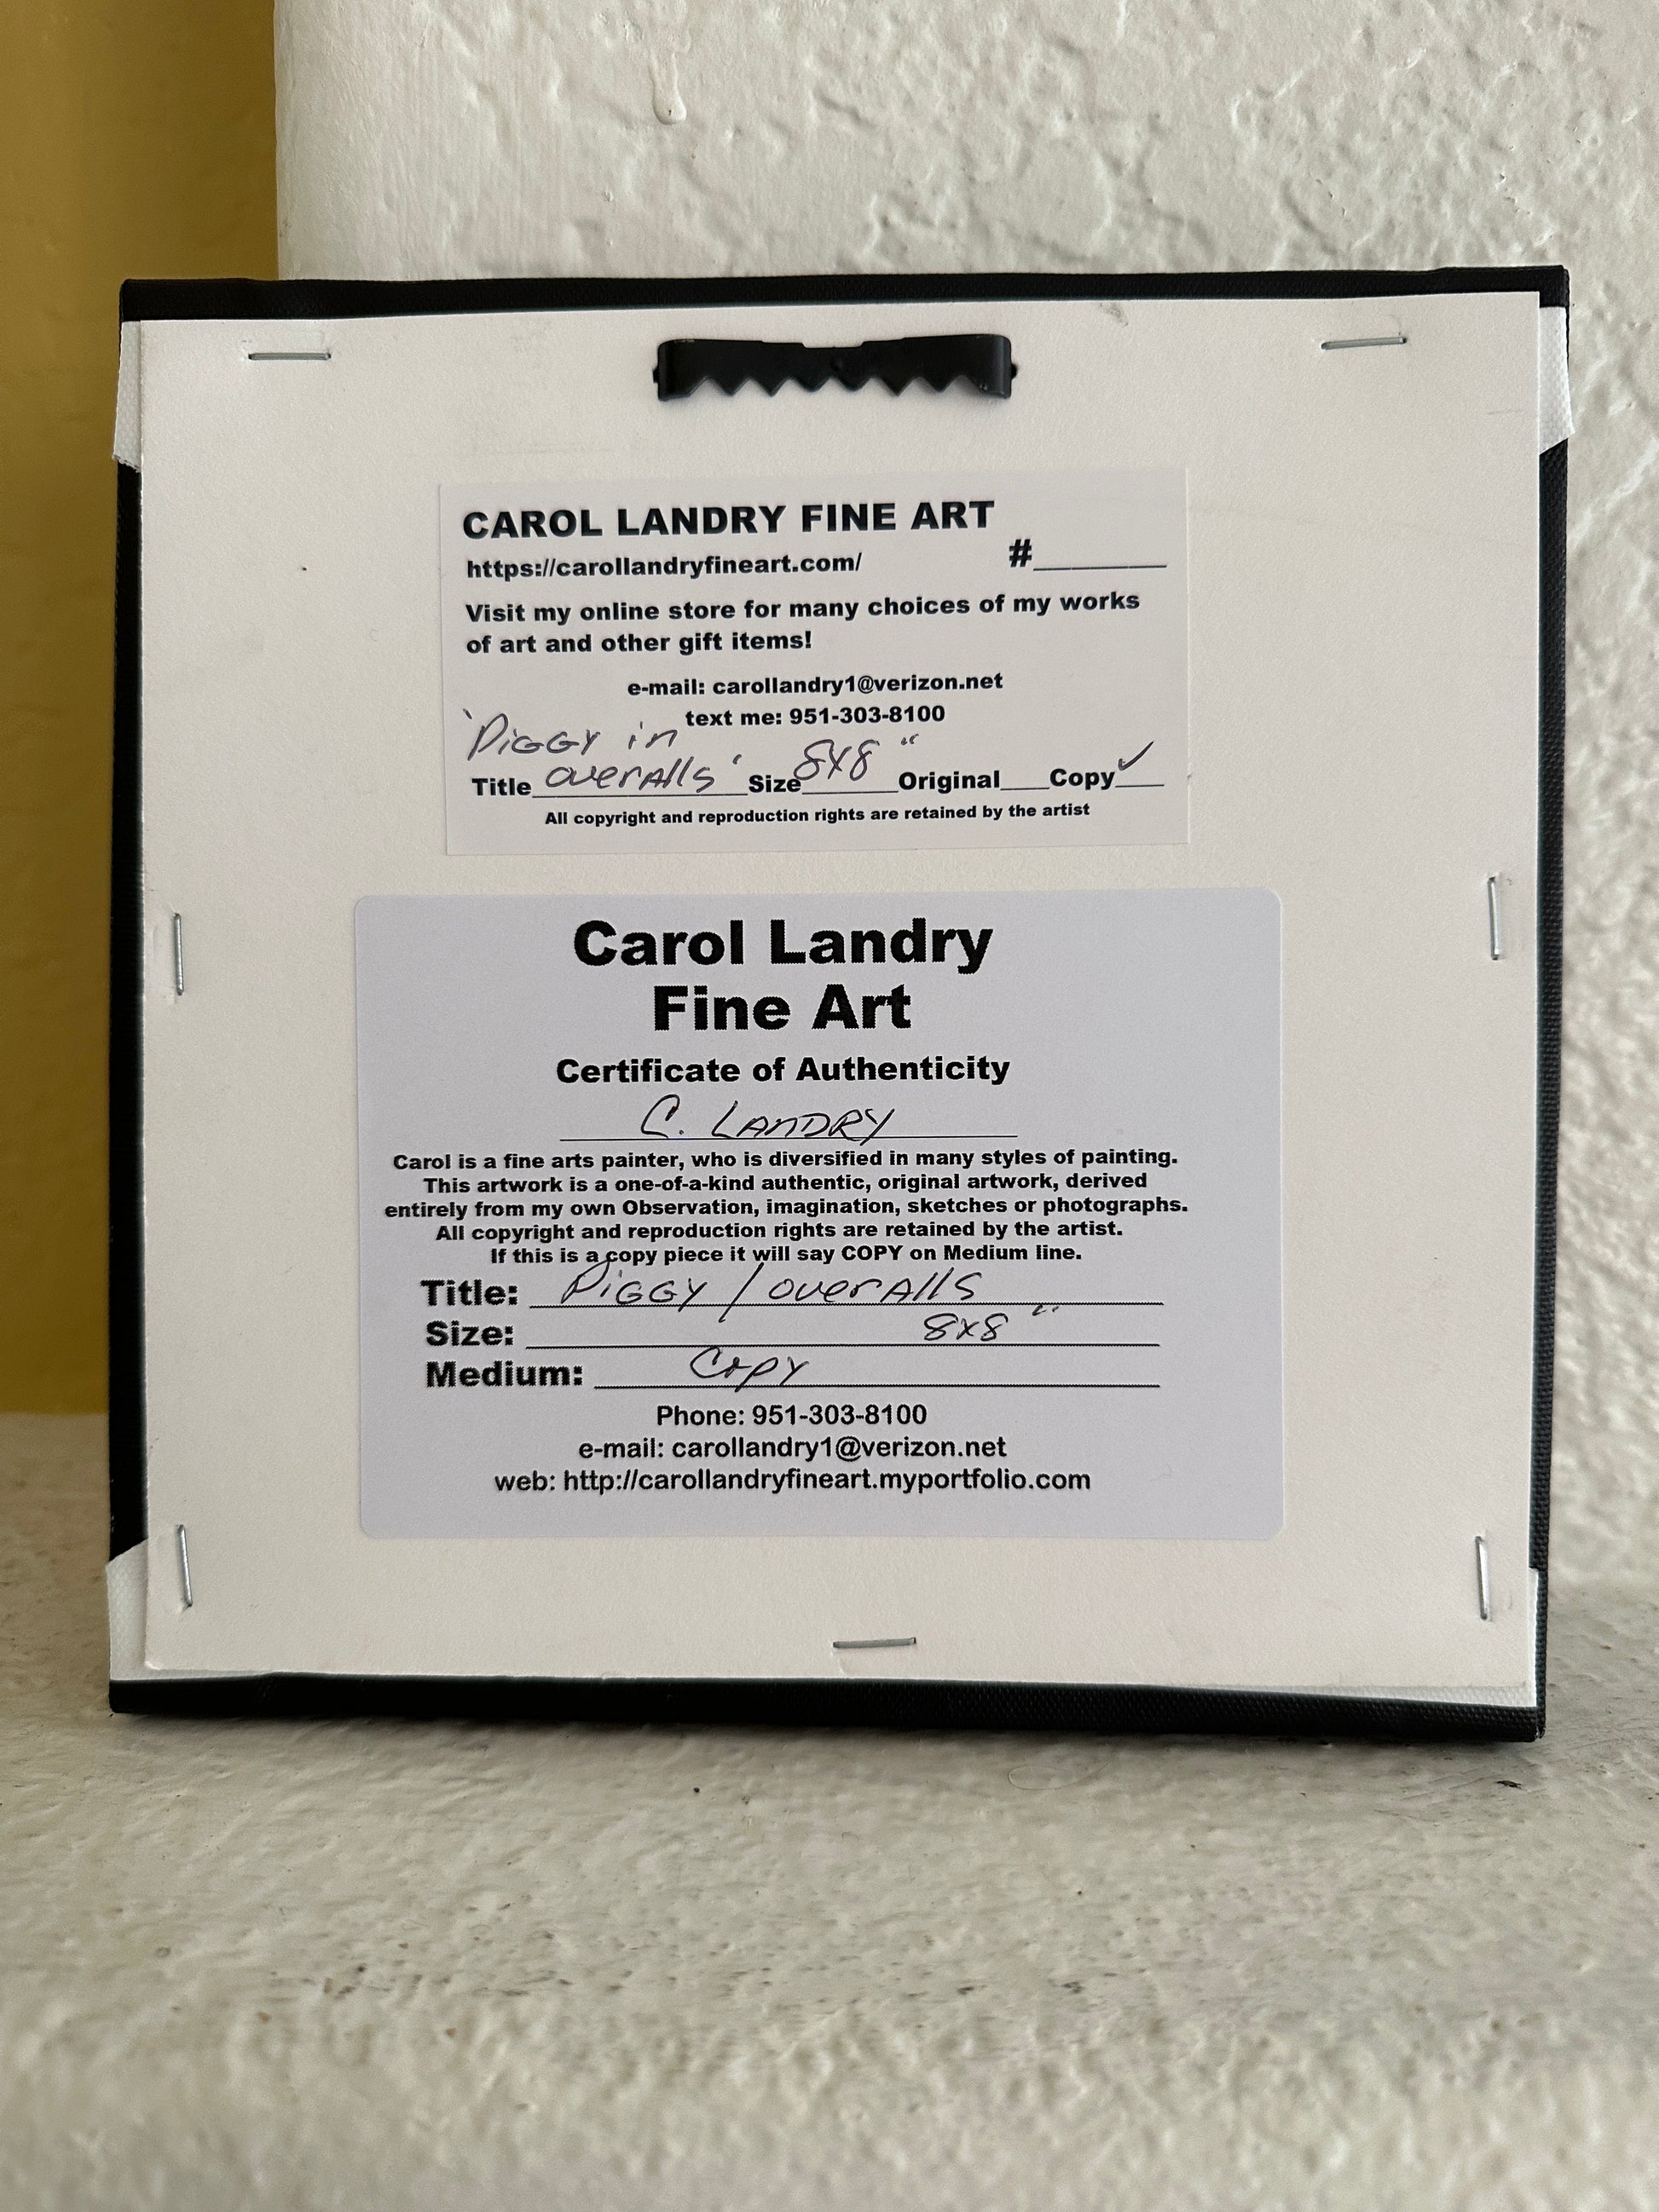 CAROL LANDRY FINE ART
https://carollandryfineart.com/ #
Visit my online store for many choices of my works
of art and other gift items!
e-mail: carollandry1@verizon.net
text me: 951-303-8100
'Piggy in
Title overalls' Size 8x8" Original Copy ✓
All copyright and reproduction rights are retained by the artist
Carol Landry
Fine Art
Certificate of Authenticity
C. LANDRY
Carol is a fine arts painter, who is diversified in many styles of painting.
This artwork is a one-of-a-kind authentic, original artwork, derived
entirely from my own Observation, imagination, sketches or photographs.
All copyright and reproduction rights are retained by the artist.
If this is a copy piece it will say COPY on Medium line.
Title: Piggy / overalls
Size: 8x8"
Medium: Copy
Phone: 951-303-8100
e-mail: carollandry1@verizon.net
web: http://carollandryfineart.myportfolio.com